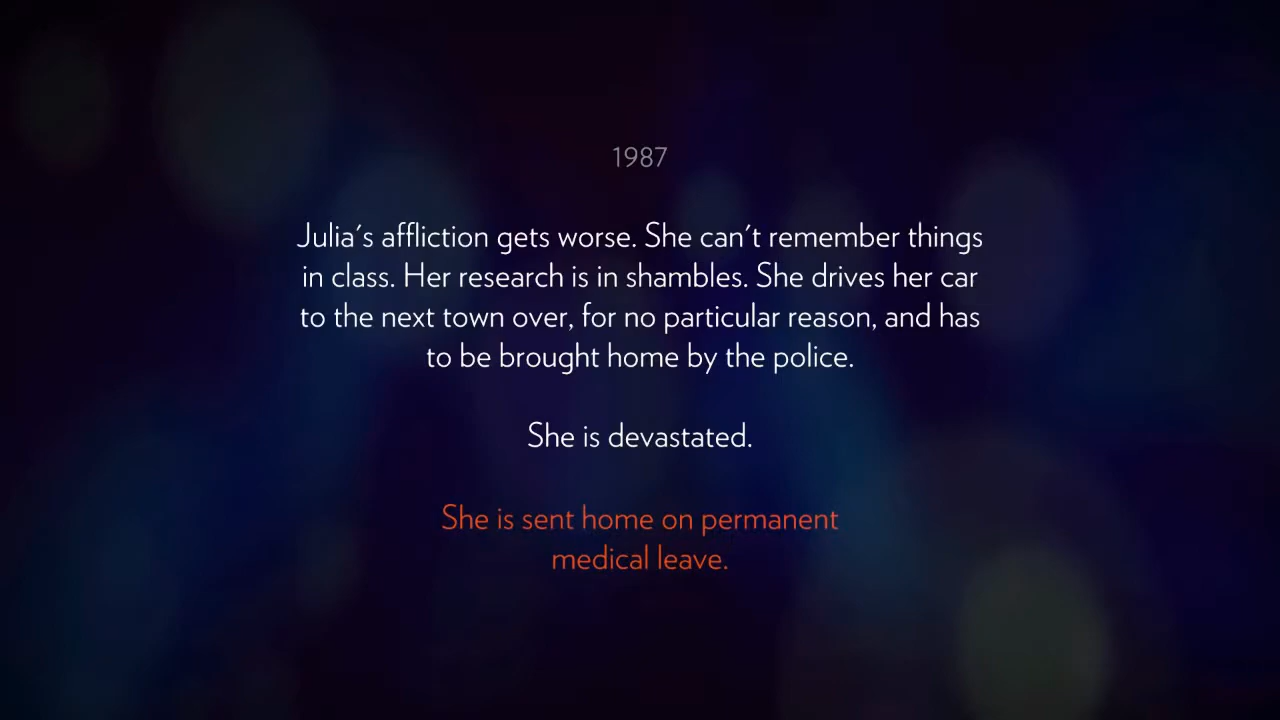 1987
Julia's affliction gets worse. She can't remember things
in class. Her research is in shambles. She drives her car
to the next town over, for no particular reason, and has
to be brought home by the police.
She is devastated.
She is sent home on permanent
medical leave.